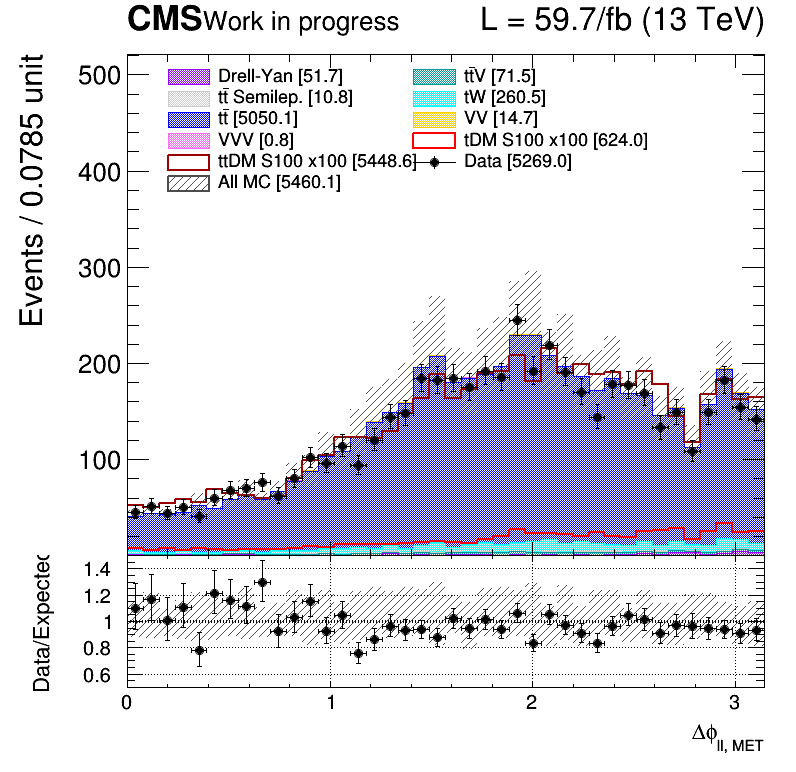 CMS Work in progress L = 59.7/fb (13 TeV)
Events / 0.0785 unit
500
400
300
200
100
Drell-Yan [51.7] tt̄V [71.5]
tt̄ Semilep. [10.8] tW [260.5]
tt̄ [5050.1] VV [14.7]
VVV [0.8] tDM S100 x100 [624.0]
ttDM S100 x100 [5448.6] Data [5269.0]
All MC [5460.1]
Data/Expected
1.4
1.2
1
0.8
0.6
0 1 2 3
Δϕ_ll, MET